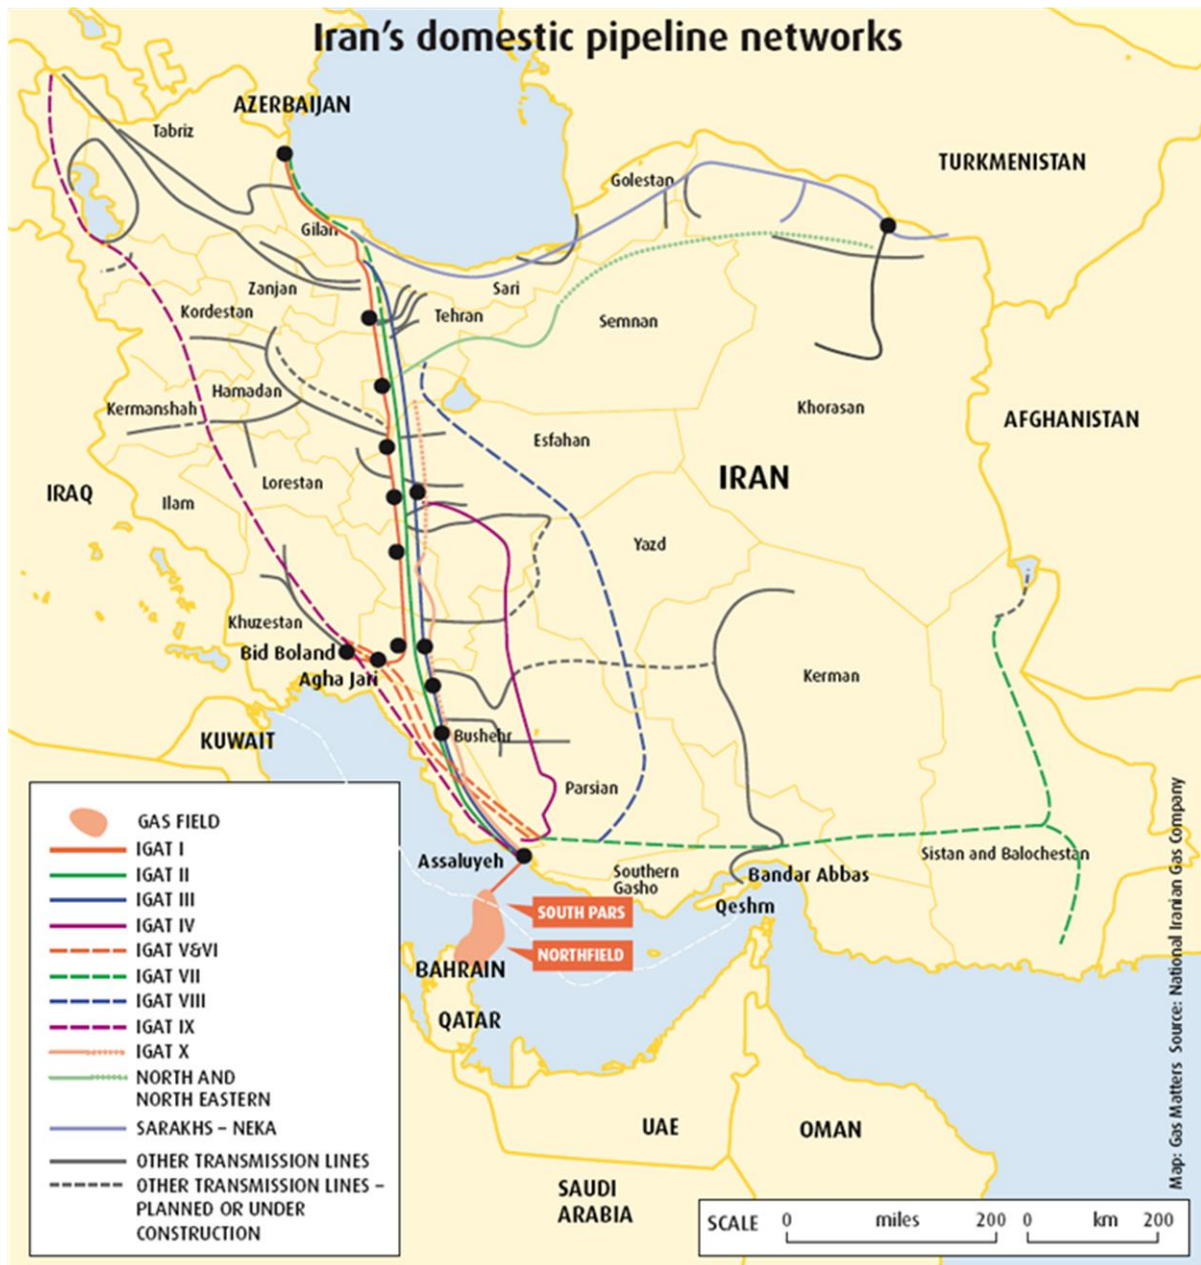 Iran's domestic pipeline networks
AZERBAIJAN
Tabriz
TURKMENISTAN
Golestan
Gilan
Zanjan
Sari
Kordestan
Tehran
Semnan
Hamadan
Kermanshah
Khorasan
AFGHANISTAN
Esfahan
IRAN
Lorestan
IRAQ
Ilam
Yazd
Khuzestan
Bid Boland
Agha Jari
Kerman
KUWAIT
Bushehr
Parsian
Assaluyeh
Southern
Gasho
Sistan and Balochestan
Bandar Abbas
Qeshm
SOUTH PARS
NORTHFIELD
BAHRAIN
QATAR
UAE
OMAN
SAUDI
ARABIA
GAS FIELD
IGAT I
IGAT II
IGAT III
IGAT IV
IGAT V&VI
IGAT VII
IGAT VIII
IGAT IX
IGAT X
NORTH AND
NORTH EASTERN
SARAKHS – NEKA
OTHER TRANSMISSION LINES
OTHER TRANSMISSION LINES –
PLANNED OR UNDER
CONSTRUCTION
SCALE 0 miles 200 0 km 200
Map: Gas Matters Source: National Iranian Gas Company